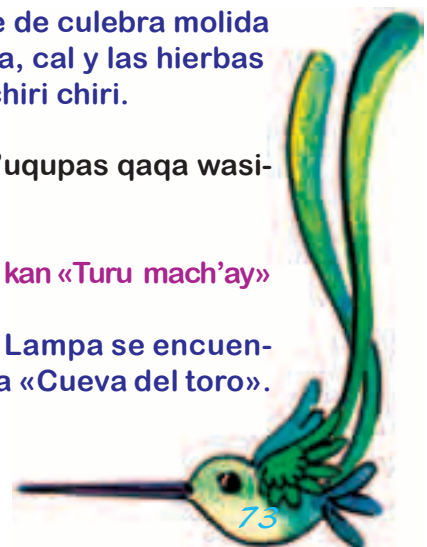 e de culebra molida
a, cal y las hierbas
chiri chiri.
'uqupas qaqa wasi-
kan «Turu mach'ay»
Lampa se encuen-
a «Cueva del toro».
73